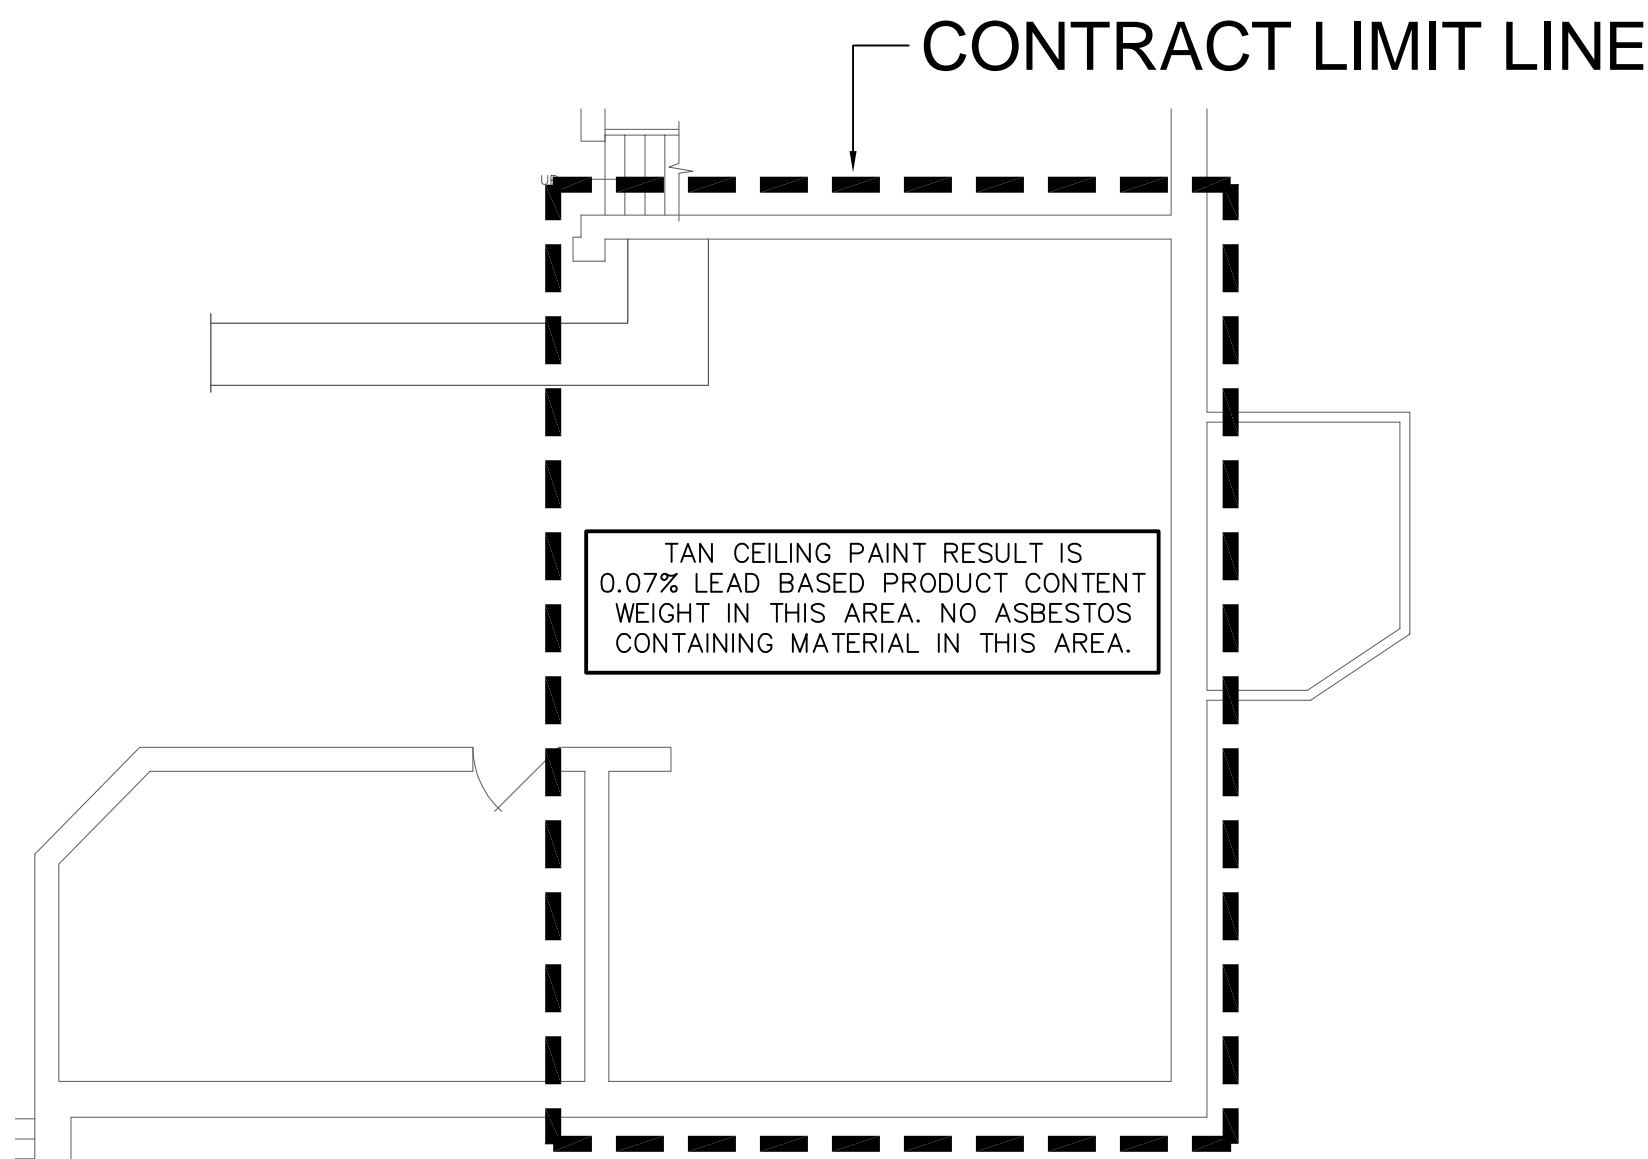 CONTRACT LIMIT LINE
UP
TAN CEILING PAINT RESULT IS
0.07% LEAD BASED PRODUCT CONTENT
WEIGHT IN THIS AREA. NO ASBESTOS
CONTAINING MATERIAL IN THIS AREA.